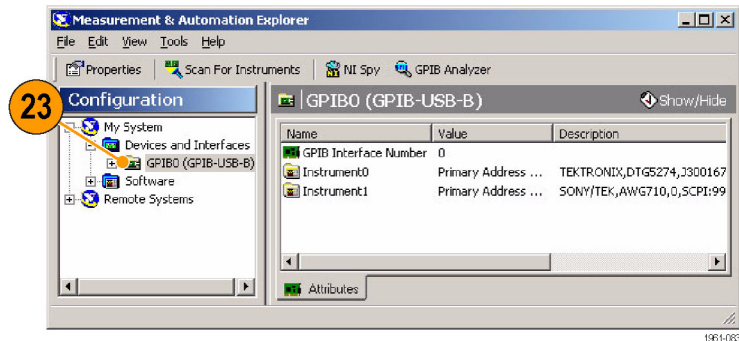 Measurement & Automation Explorer
File Edit View Tools Help
Properties Scan For Instruments NI Spy GPIB Analyzer
23
Configuration
GPIB0 (GPIB-USB-B)
Show/Hide
My System
Devices and Interfaces
GPIB0 (GPIB-USB-B)
Software
Remote Systems
Name Value Description
GPIB Interface Number 0
Instrument0 Primary Address ... TEKTRONIX,DTG5274,J300167
Instrument1 Primary Address ... SONY/TEK,AWG710,0,SCPI:99
Attributes
1961-083